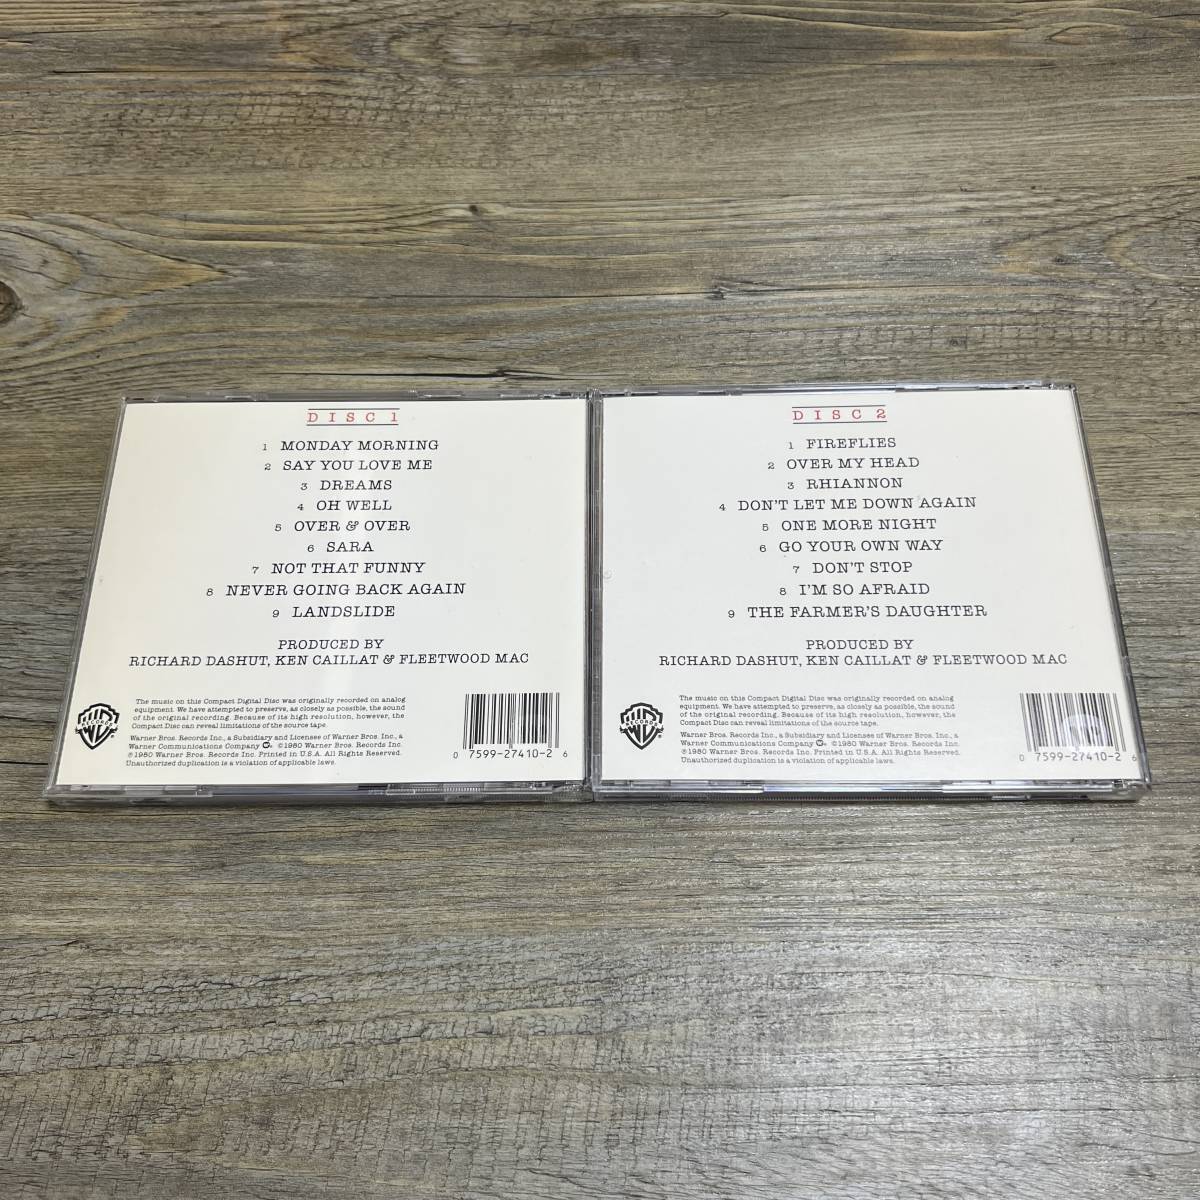 DISC 1
1 MONDAY MORNING
2 SAY YOU LOVE ME
3 DREAMS
4 OH WELL
5 OVER & OVER
6 SARA
7 NOT THAT FUNNY
8 NEVER GOING BACK AGAIN
9 LANDSLIDE
PRODUCED BY
RICHARD DASHUT, KEN CAILLAT & FLEETWOOD MAC
The music on this Compact Digital Disc was originally recorded on analog
equipment. We have attempted to preserve, as closely as possible, the sound
of the original recording. Because of its high resolution, however, the
Compact Disc can reveal limitations of the source tape.
Warner Bros. Records Inc., a Subsidiary and Licensee of Warner Bros. Inc., a
Warner Communications Company ©1980 Warner Bros. Records Inc.
℗1980 Warner Bros. Records Inc. Printed in U.S.A. All Rights Reserved.
Unauthorized duplication is a violation of applicable laws.
RECORDS
0 7599-27410-2 6
DISC 2
1 FIREFLIES
2 OVER MY HEAD
3 RHIANNON
4 DON'T LET ME DOWN AGAIN
5 ONE MORE NIGHT
6 GO YOUR OWN WAY
7 DON'T STOP
8 I'M SO AFRAID
9 THE FARMER'S DAUGHTER
PRODUCED BY
RICHARD DASHUT, KEN CAILLAT & FLEETWOOD MAC
The music on this Compact Digital Disc was originally recorded on analog
equipment. We have attempted to preserve, as closely as possible, the sound
of the original recording. Because of its high resolution, however, the
Compact Disc can reveal limitations of the source tape.
Warner Bros. Records Inc., a Subsidiary and Licensee of Warner Bros. Inc., a
Warner Communications Company ©1980 Warner Bros. Records Inc.
℗1980 Warner Bros. Records Inc. Printed in U.S.A. All Rights Reserved.
Unauthorized duplication is a violation of applicable laws.
RECORDS
0 7599-27410-2 6